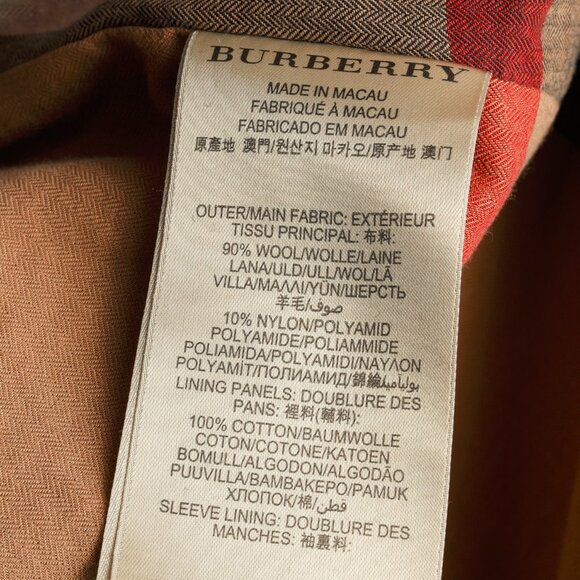 BURBERRY
MADE IN MACAU
FABRIQUÉ À MACAU
FABRICADO EM MACAU
原產地 澳門/원산지 마카오/原产地 澳门
OUTER/MAIN FABRIC: EXTÉRIEUR
TISSU PRINCIPAL: 布料:
90% WOOL/WOLLE/LAINE
LANA/ULD/ULL/WOL/LÃ
VILLA/ΜΑΛΛΙ/YÜN/ШЕРСТЬ
羊毛/صوف/
10% NYLON/POLYAMID
POLYAMIDE/POLIAMMIDE
POLIAMIDA/POLYAMIDI/ΝΑΥΛΟΝ
ПОЛИАМИД/錦綸/بولياميد
LINING PANELS: DOUBLURE DES
PANS: 裡料(輔料):
100% COTTON/BAUMWOLLE
COTON/COTONE/KATOEN
BOMULL/ALGODON/ALGODÃO
PUUVILLA/ΒΑΜΒΑΚΕΡΟ/PAMUK
ХЛОПОК/棉/قطن/
SLEEVE LINING: DOUBLURE DES
MANCHES: 袖裏料: